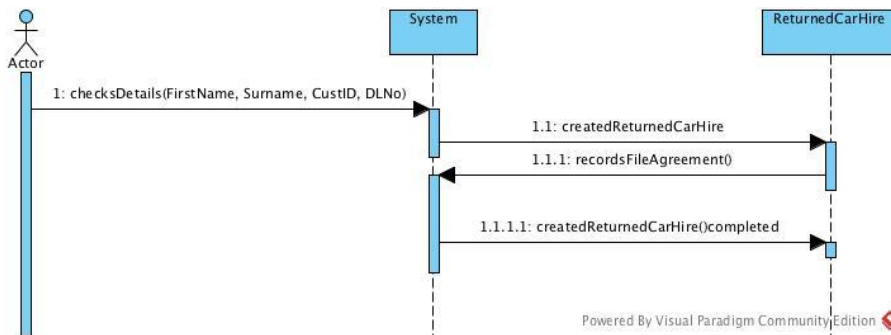 System
ReturnedCarHire
Actor
1: checksDetails(FirstName, Surname, CustID, DLNo)
1.1: createdReturnedCarHire
1.1.1: recordsFileAgreement()
1.1.1.1: createdReturnedCarHire()completed
Powered By Visual Paradigm Community Edition